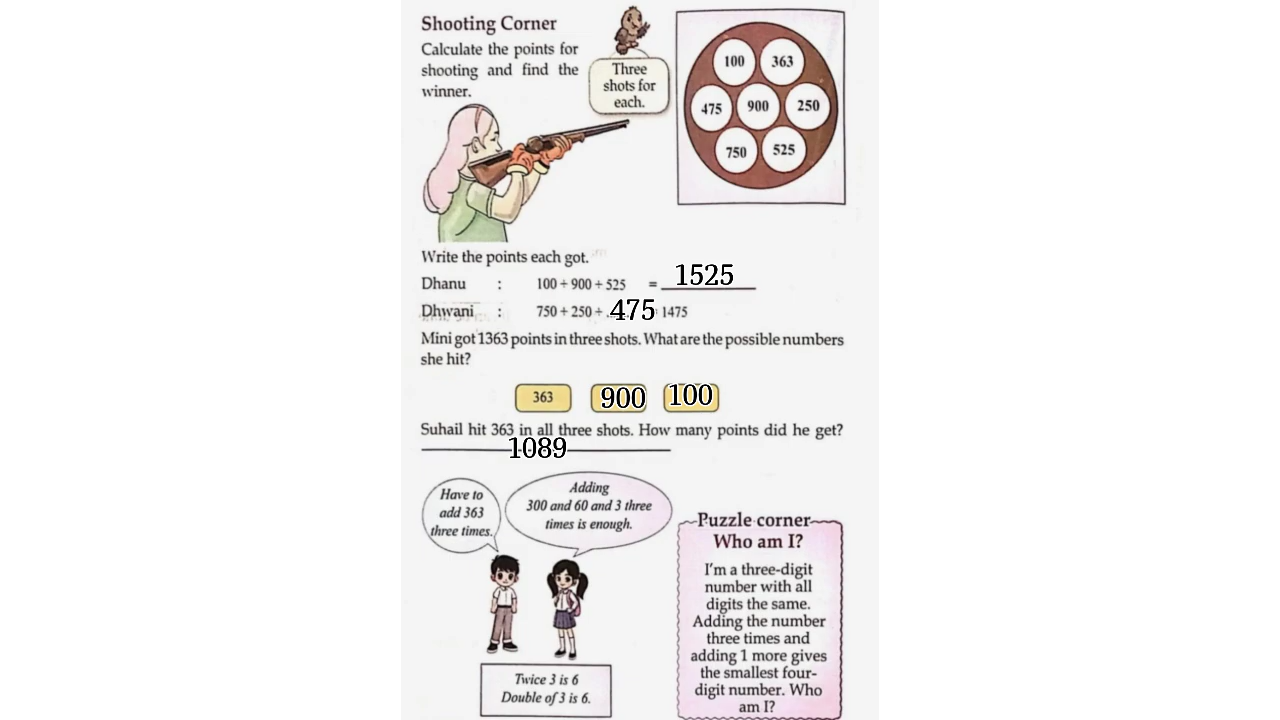 Shooting Corner
Calculate the points for
shooting and find the
winner.
Three
shots for
each.
100 363
475 900 250
750 525
Write the points each got.
Dhanu : 100 + 900 + 525 = 1525
Dhwani : 750 + 250 + 475 1475
Mini got 1363 points in three shots. What are the possible numbers
she hit?
363 900 100
Suhail hit 363 in all three shots. How many points did he get?
1089
Have to
add 363
three times.
Adding
300 and 60 and 3 three
times is enough.
Twice 3 is 6
Double of 3 is 6.
Puzzle corner
Who am I?
I'm a three-digit
number with all
digits the same.
Adding the number
three times and
adding 1 more gives
the smallest four-
digit number. Who
am I?